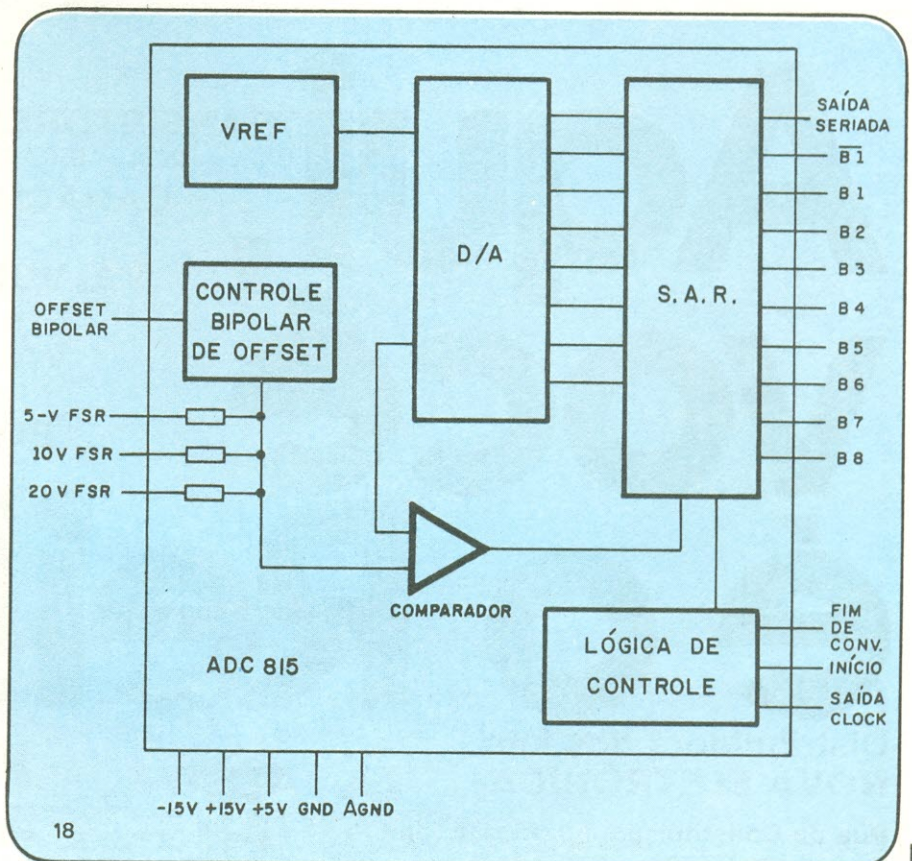 VREF
D/A
S.A.R.
CONTROLE
BIPOLAR
DE OFFSET
OFFSET
BIPOLAR
5-V FSR
10V FSR
20V FSR
COMPARADOR
ADC 815
LÓGICA DE
CONTROLE
SAÍDA
SERIADA
B̅1̅
B1
B2
B3
B4
B5
B6
B7
B8
FIM
DE
CONV.
INÍCIO
SAÍDA
CLOCK
-15V +15V +5V GND AGND
18